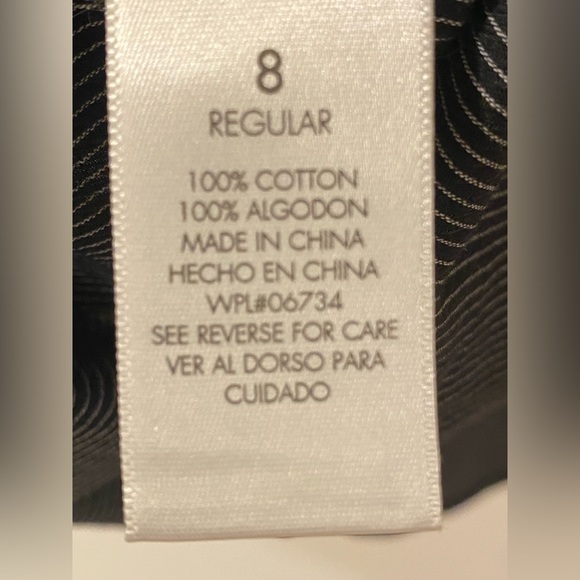 8
REGULAR
100% COTTON
100% ALGODON
MADE IN CHINA
HECHO EN CHINA
WPL#06734
SEE REVERSE FOR CARE
VER AL DORSO PARA
CUIDADO